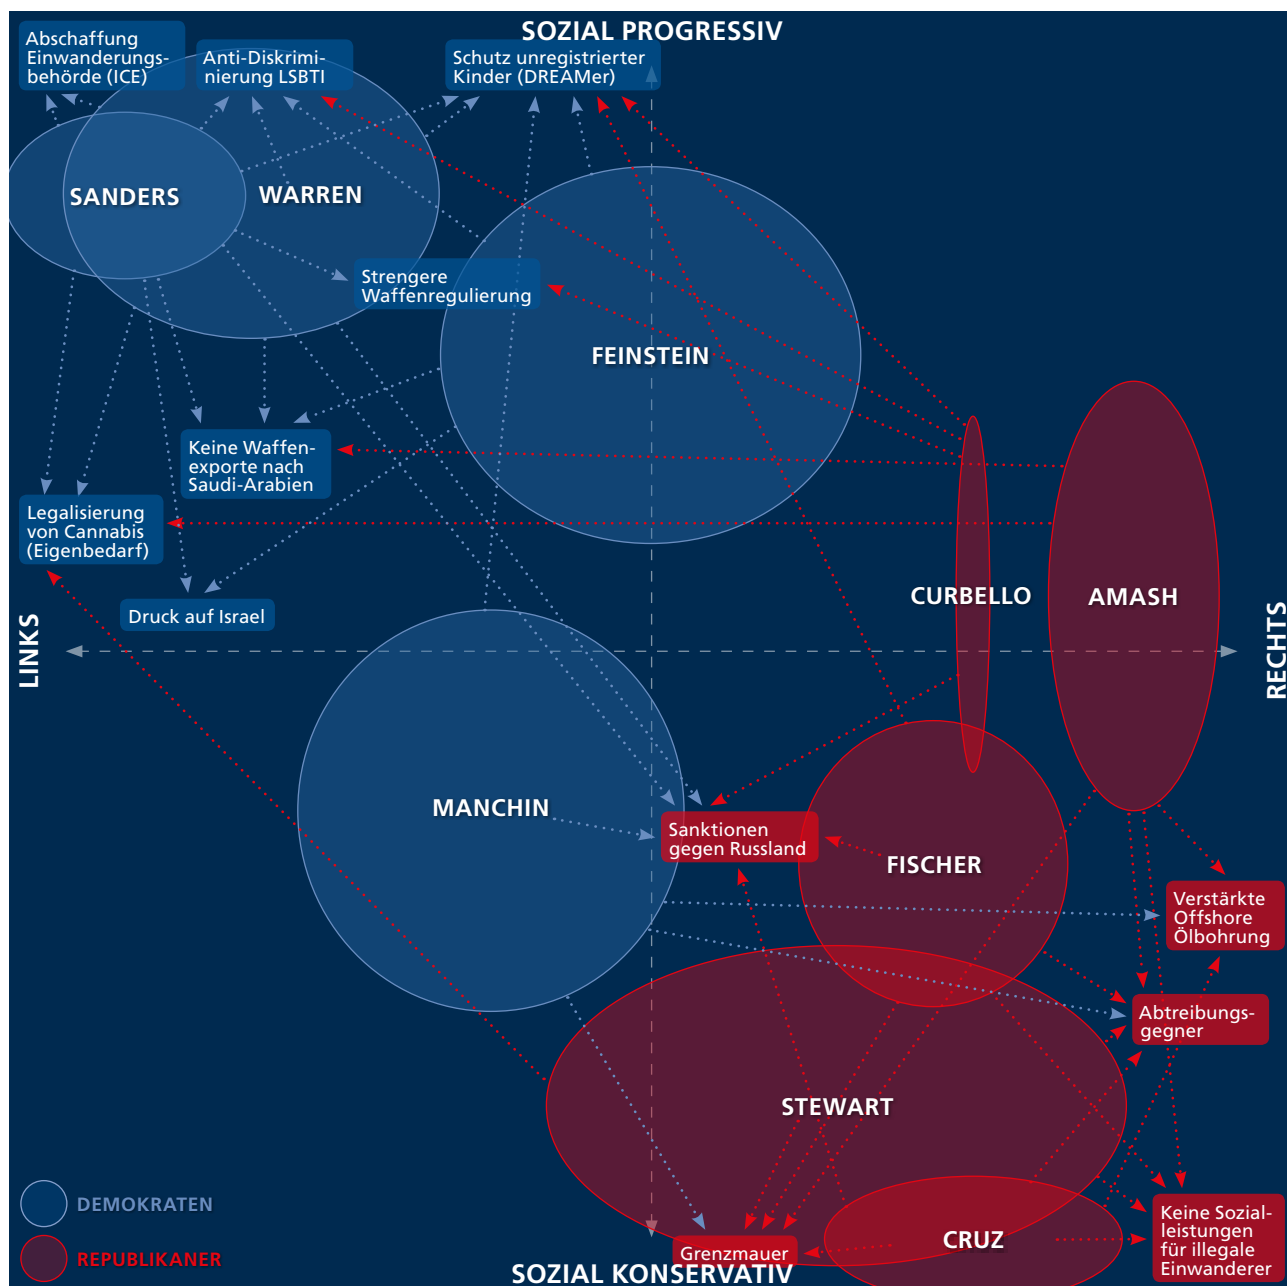 SOZIAL PROGRESSIV
Abschaffung
Einwanderungs-
behörde (ICE)
Anti-Diskrimi-
nierung LSBTI
Schutz unregistrierter
Kinder (DREAMer)
SANDERS
WARREN
Strengere
Waffenregulierung
FEINSTEIN
Keine Waffen-
exporte nach
Saudi-Arabien
Legalisierung
von Cannabis
(Eigenbedarf)
Druck auf Israel
CURBELLO
AMASH
LINKS
RECHTS
MANCHIN
Sanktionen
gegen Russland
FISCHER
Verstärkte
Offshore
Ölbohrung
Abtreibungs-
gegner
STEWART
DEMOKRATEN
REPUBLIKANER
Grenzmauer
CRUZ
Keine Sozial-
leistungen
für illegale
Einwanderer
SOZIAL KONSERVATIV